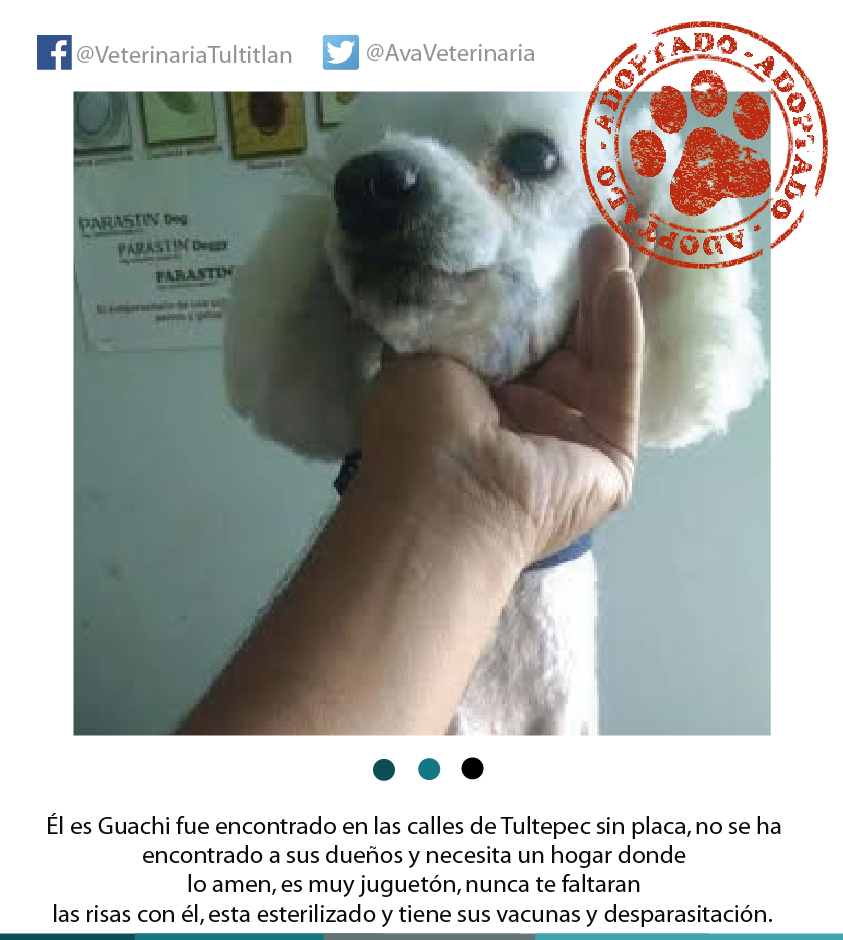 @VeterinariaTultitlan
@AvaVeterinaria
ADOPTADO · ADOPTADO · ADOPTADO · ADOPTADO ·
PARASTIN Dog
PARASTIN Doggy
PARASTIN
Él es Guachi fue encontrado en las calles de Tultepec sin placa, no se ha
encontrado a sus dueños y necesita un hogar donde
lo amen, es muy juguetón, nunca te faltaran
las risas con él, esta esterilizado y tiene sus vacunas y desparasitación.